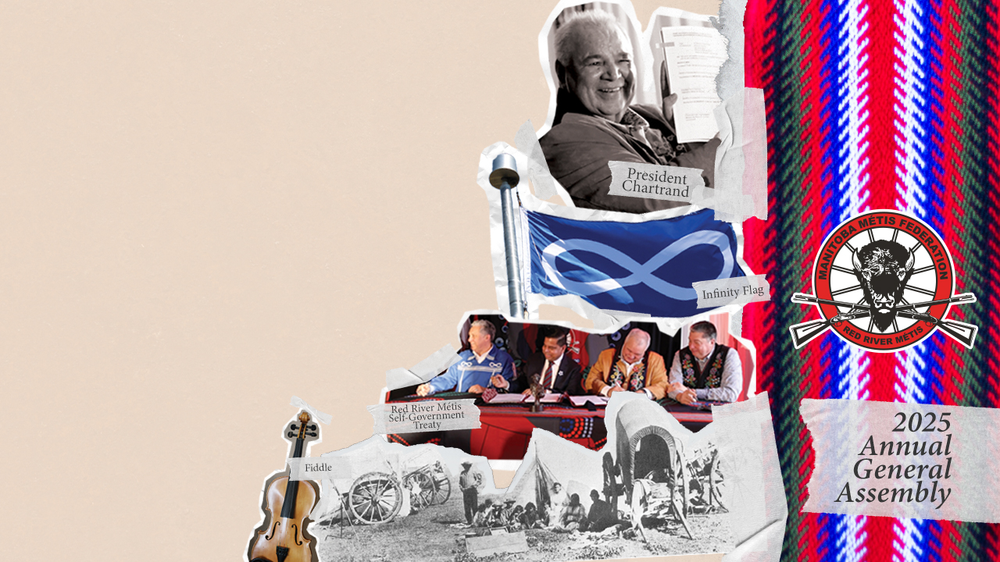 President
Chartrand
Infinity Flag
MANITOBA MÉTIS FEDERATION
RED RIVER MÉTIS
Red River Métis
Self-Government
Treaty
2025
Annual
General
Assembly
Fiddle